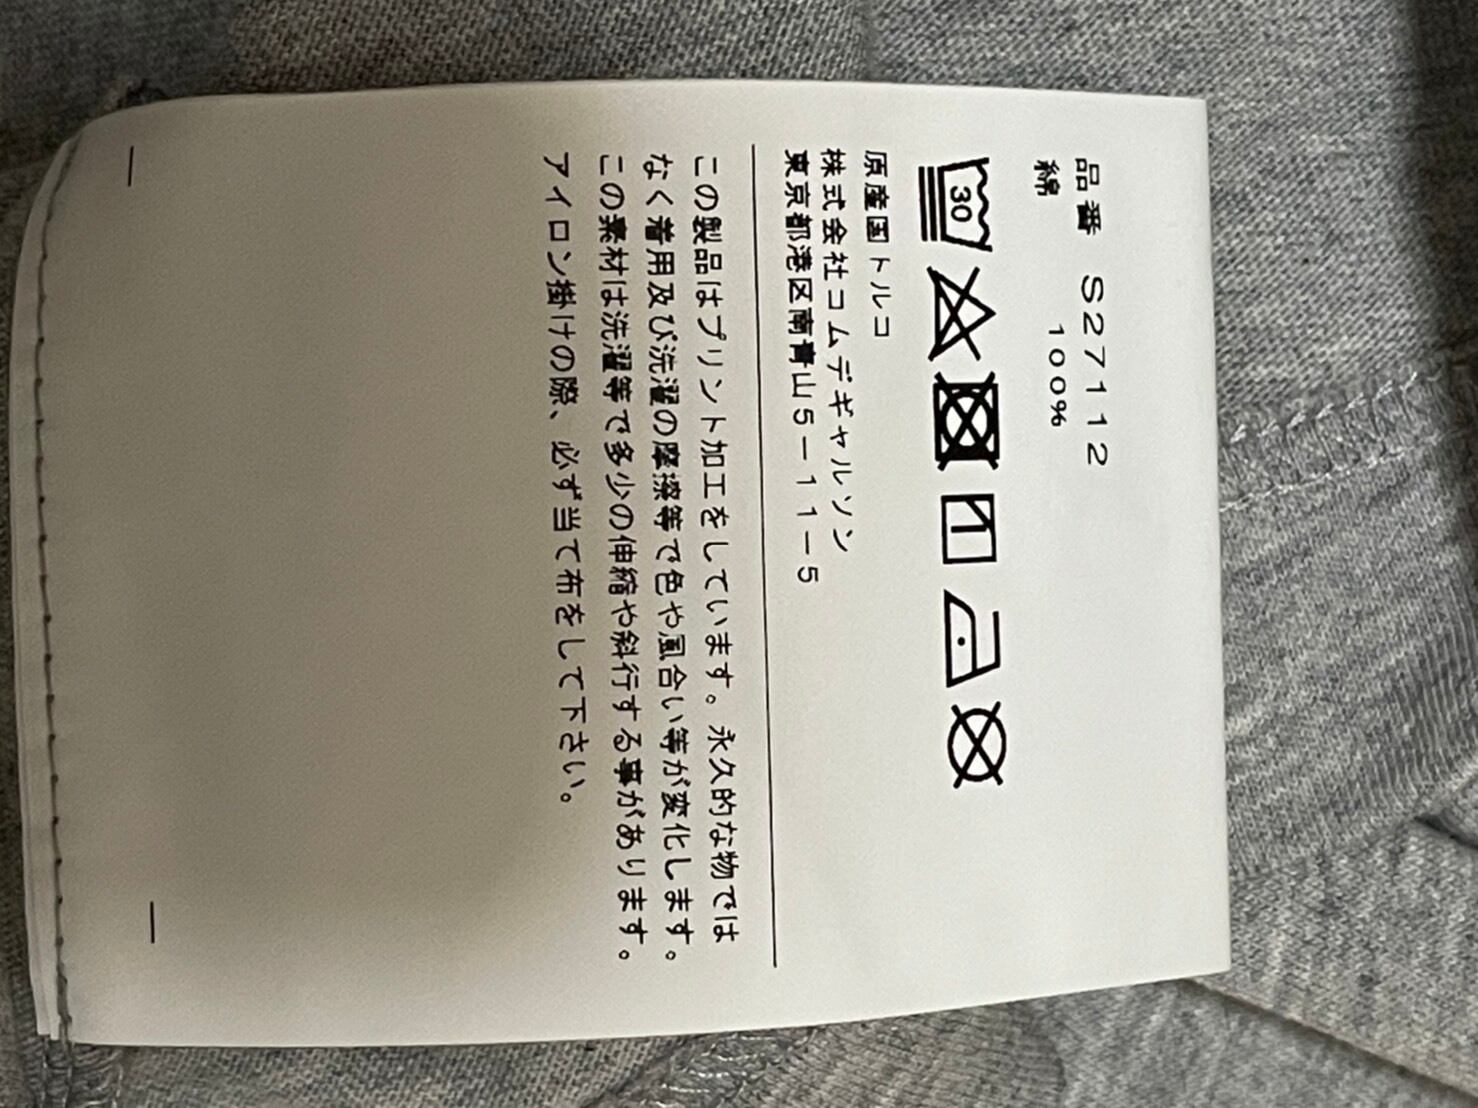 品番 S27112
綿 100%
30
原産国トルコ
株式会社コムデギャルソン
東京都港区南青山5-11-5
この製品はプリント加工をしています。永久的な物では
なく着用及び洗濯の摩擦等で色や風合い等が変化します。
この素材は洗濯等で多少の伸縮や斜行する事があります。
アイロン掛けの際、必ず当て布をして下さい。